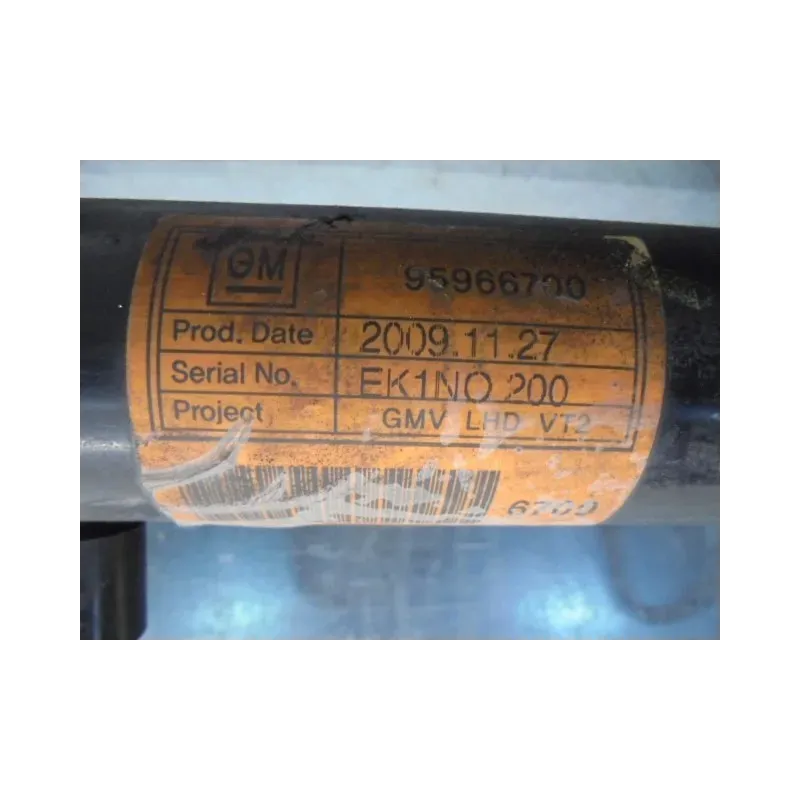 GM 95966700
Prod. Date 2009.11.27
Serial No. EK1NO 200
Project GMV LHD VT2
6700